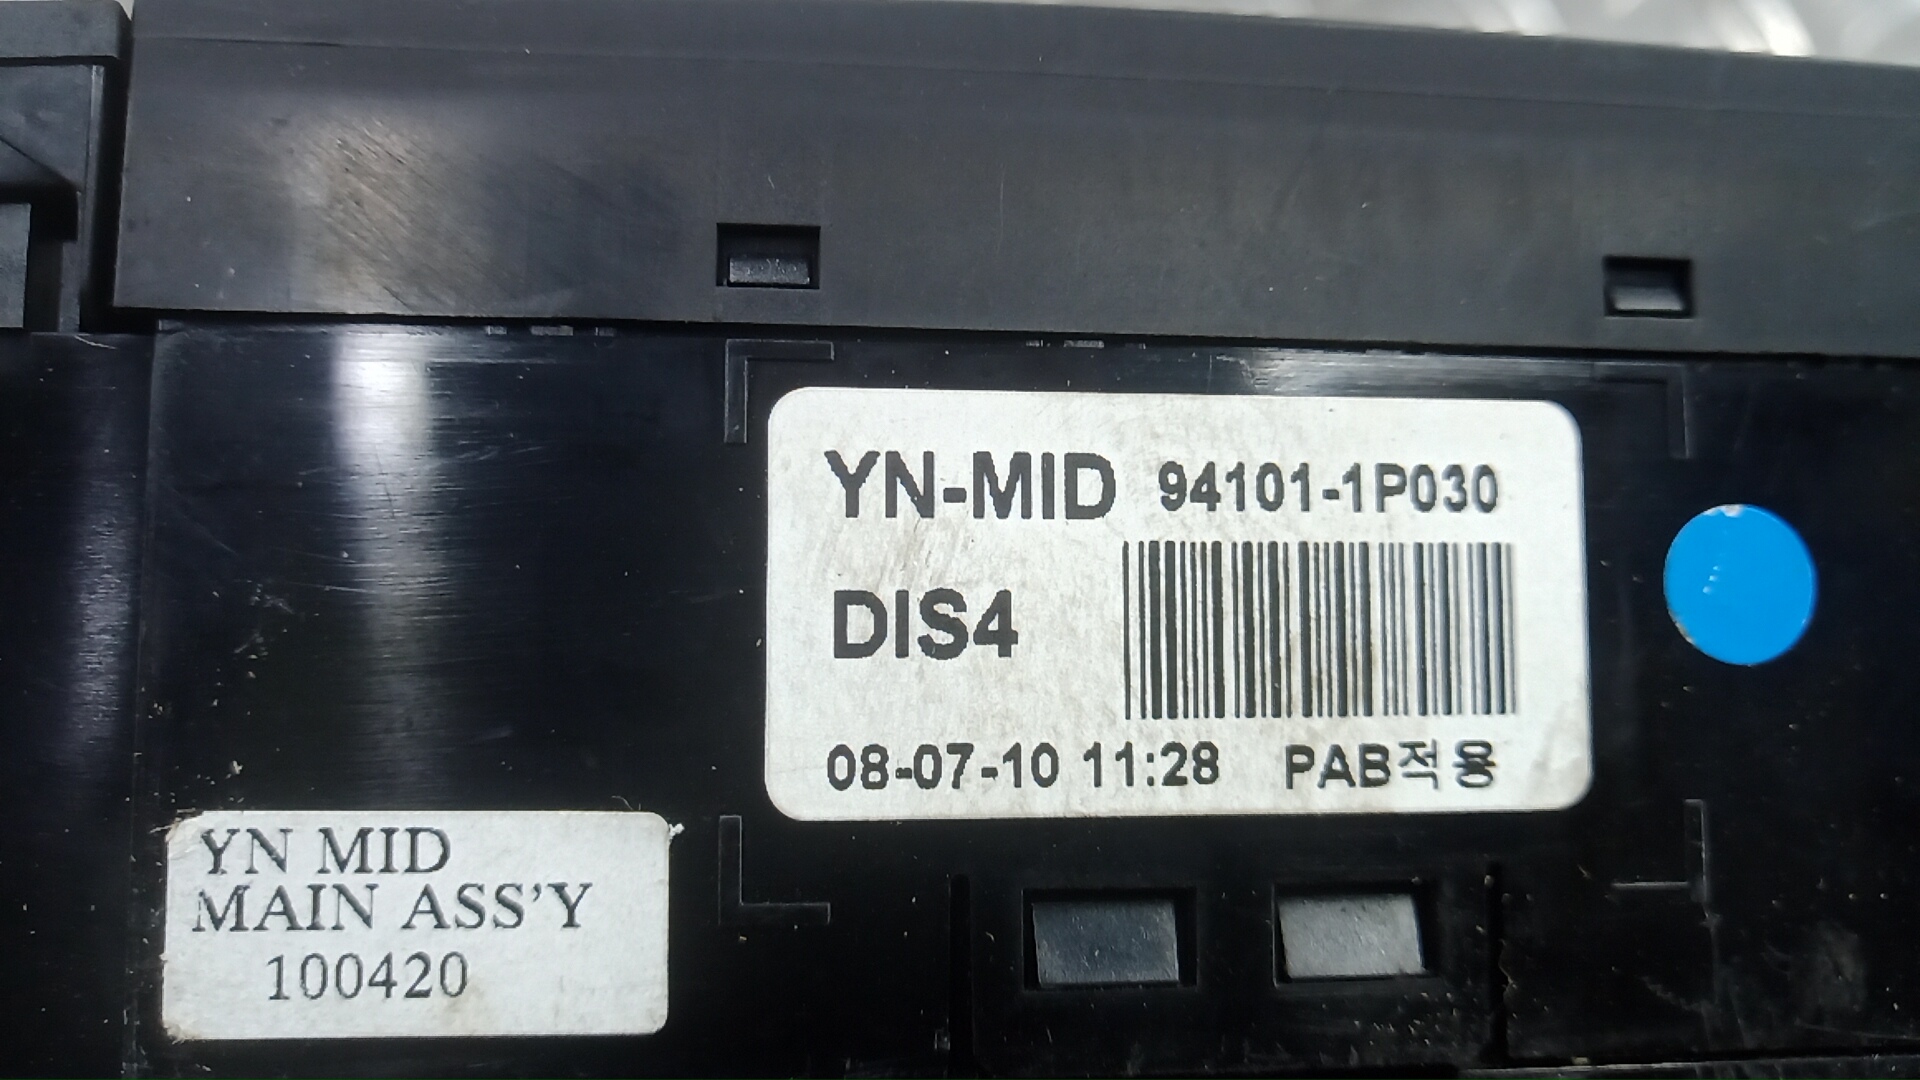 YN-MID 94101-1P030
DIS4
08-07-10 11:28 PAB적용
YN MID
MAIN ASS'Y
100420